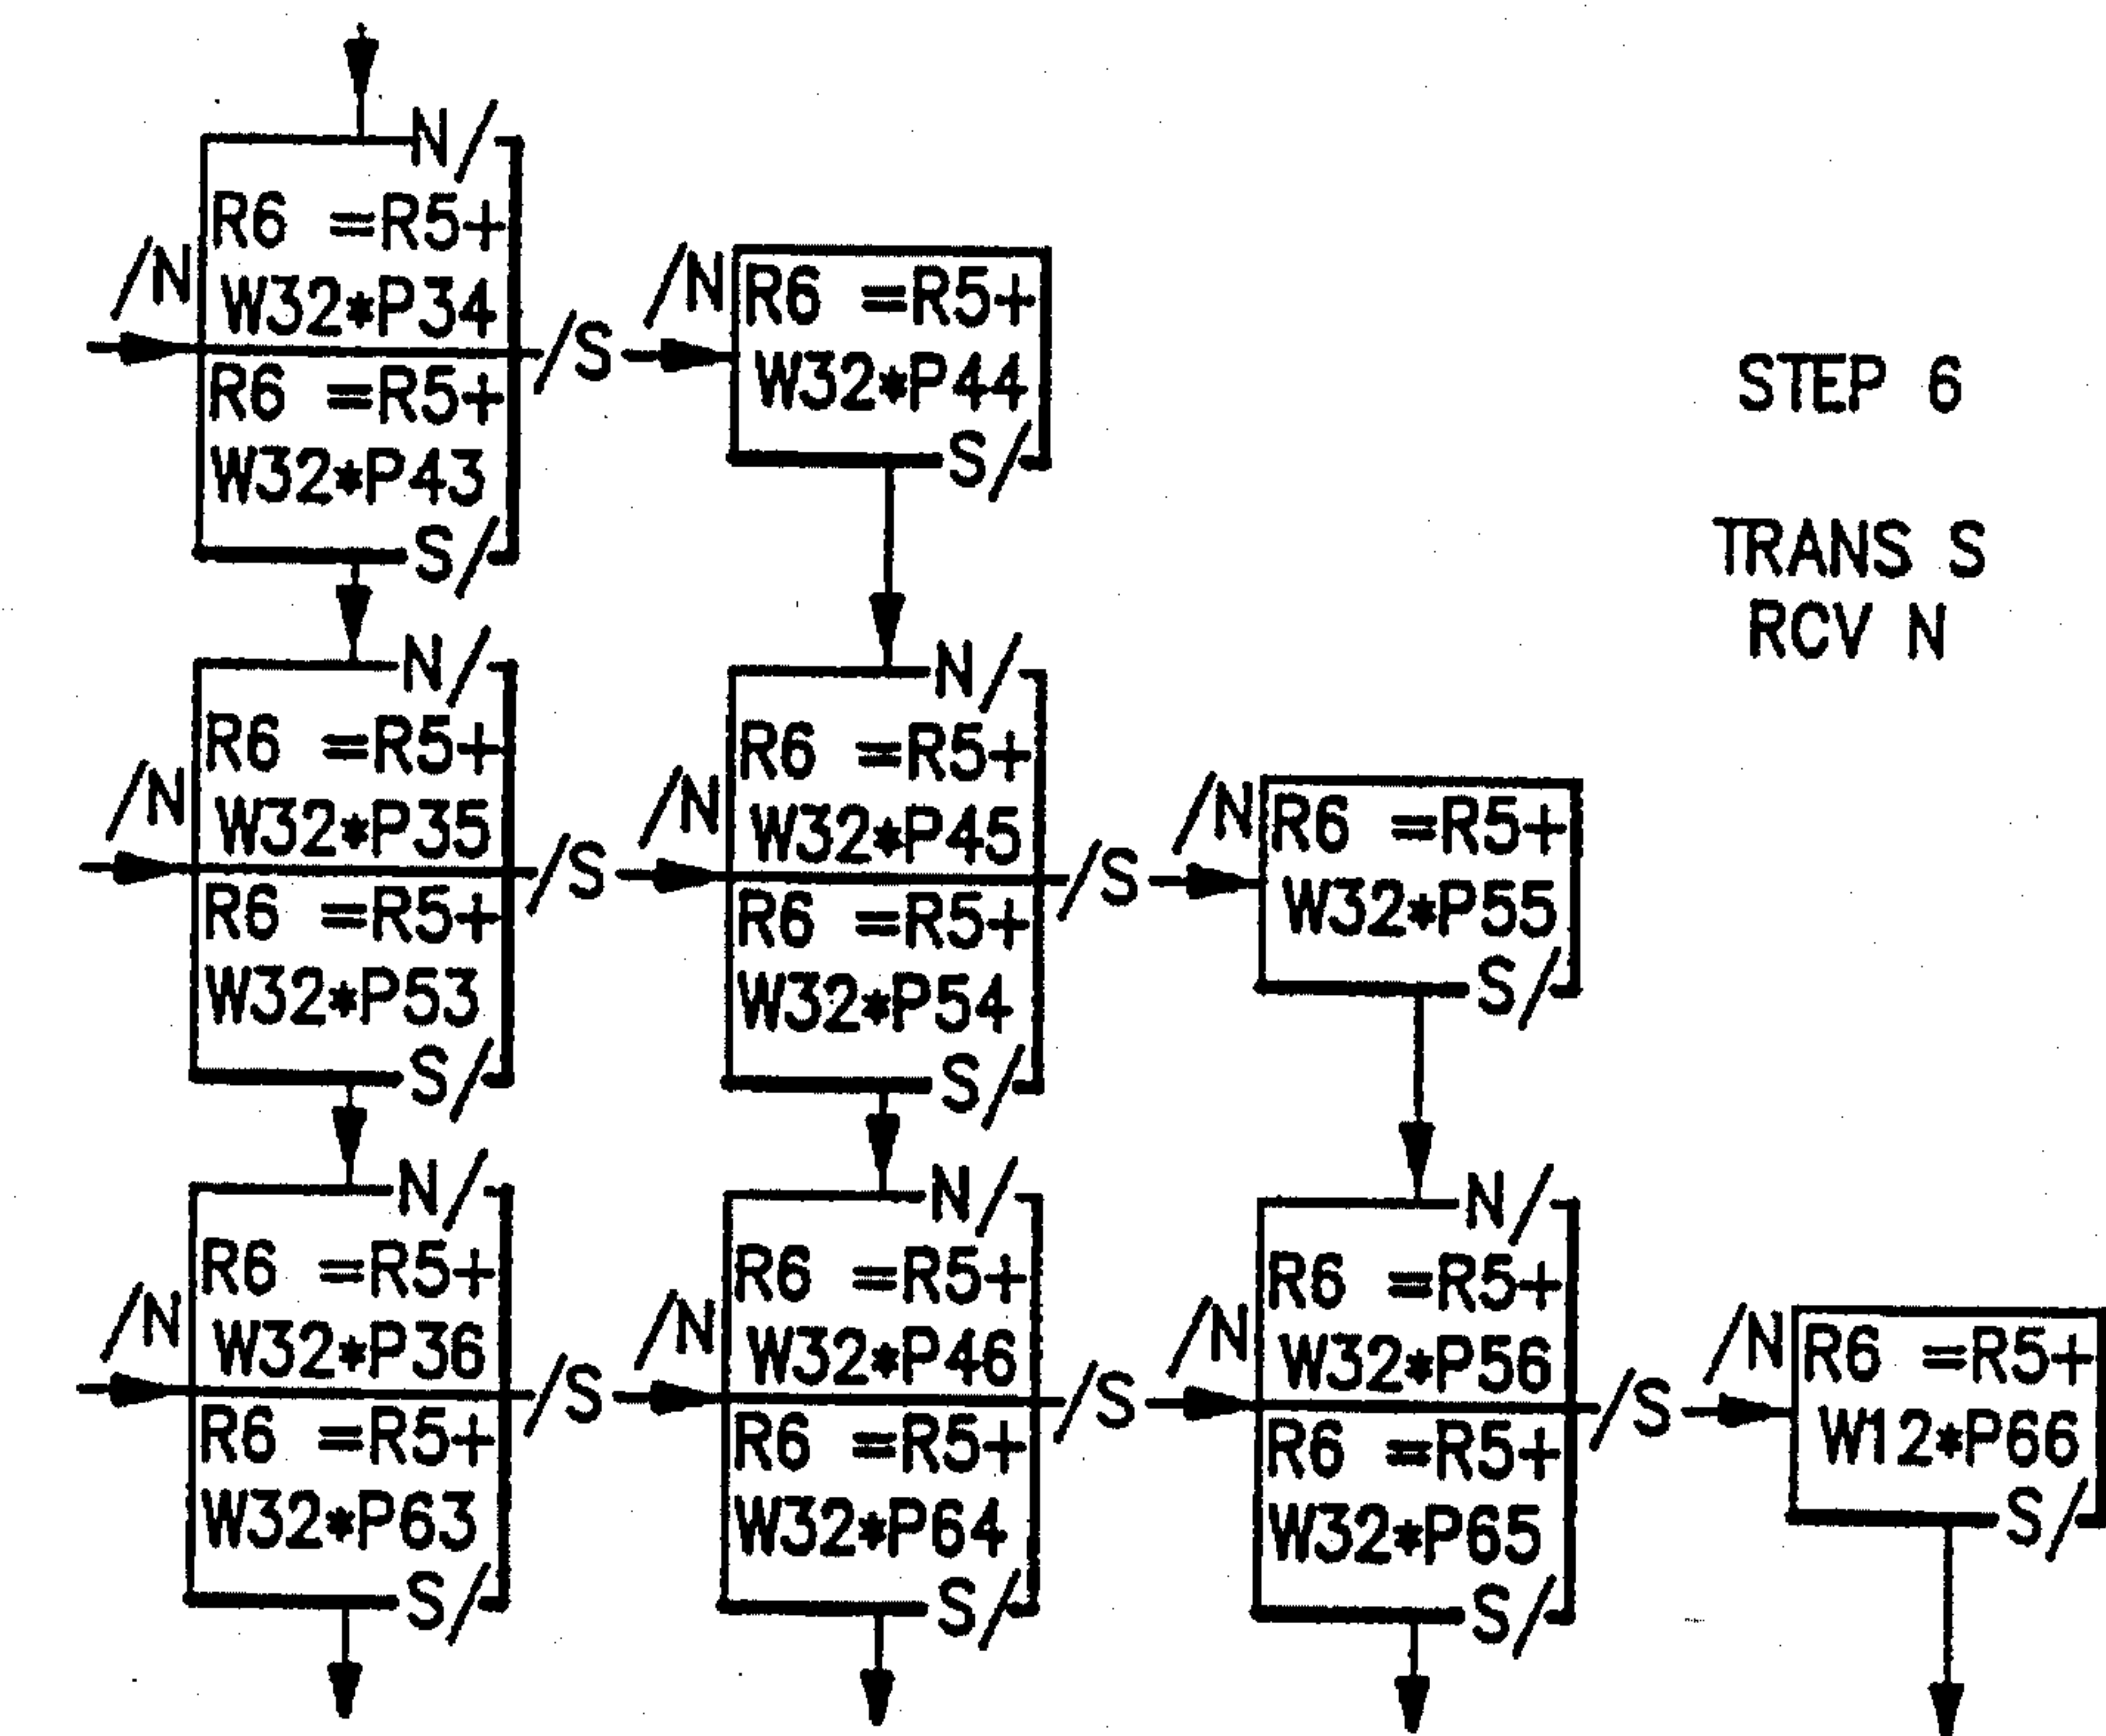 N/
R6 =R5+
/N
W32*P34
/S
R6 =R5+
W32*P43
S/
/N
R6 =R5+
W32*P44
S/
STEP 6
TRANS S
RCV N
N/
R6 =R5+
/N
W32*P35
/S
R6 =R5+
W32*P53
S/
N/
R6 =R5+
/N
W32*P45
/S
R6 =R5+
W32*P54
S/
/N
R6 =R5+
W32*P55
S/
N/
R6 =R5+
/N
W32*P36
/S
R6 =R5+
W32*P63
S/
N/
R6 =R5+
/N
W32*P46
/S
R6 =R5+
W32*P64
S/
N/
R6 =R5+
/N
W32*P56
/S
R6 =R5+
W32*P65
S/
/N
R6 =R5+
W12*P66
S/